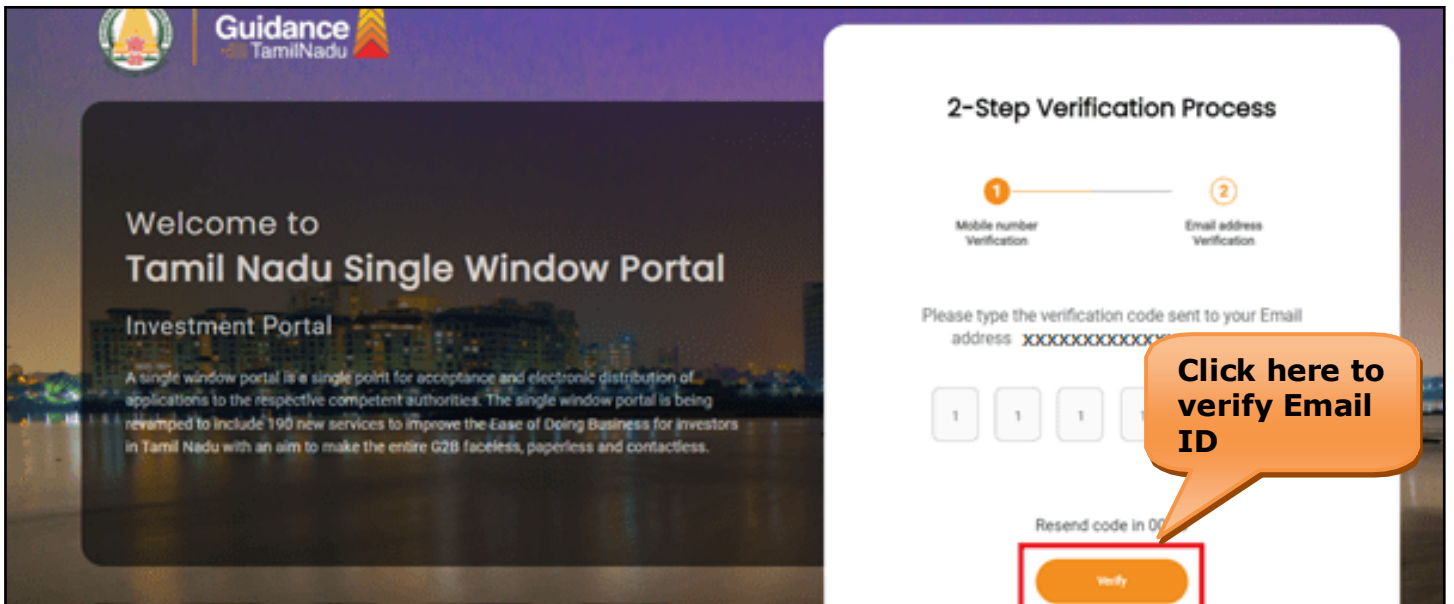 Guidance
TamilNadu
Welcome to
Tamil Nadu Single Window Portal
Investment Portal
A single window portal is a single point for acceptance and electronic distribution of
applications to the respective competent authorities. The single window portal is being
revamped to include 190 new services to improve the Ease of Doing Business for investors
in Tamil Nadu with an aim to make the entire G2B faceless, paperless and contactless.
2-Step Verification Process
1
2
Mobile number
Verification
Email address
Verification
Please type the verification code sent to your Email
address XXXXXXXXXXXXX
1 1 1 1
Click here to
verify Email
ID
Resend code in
Verify